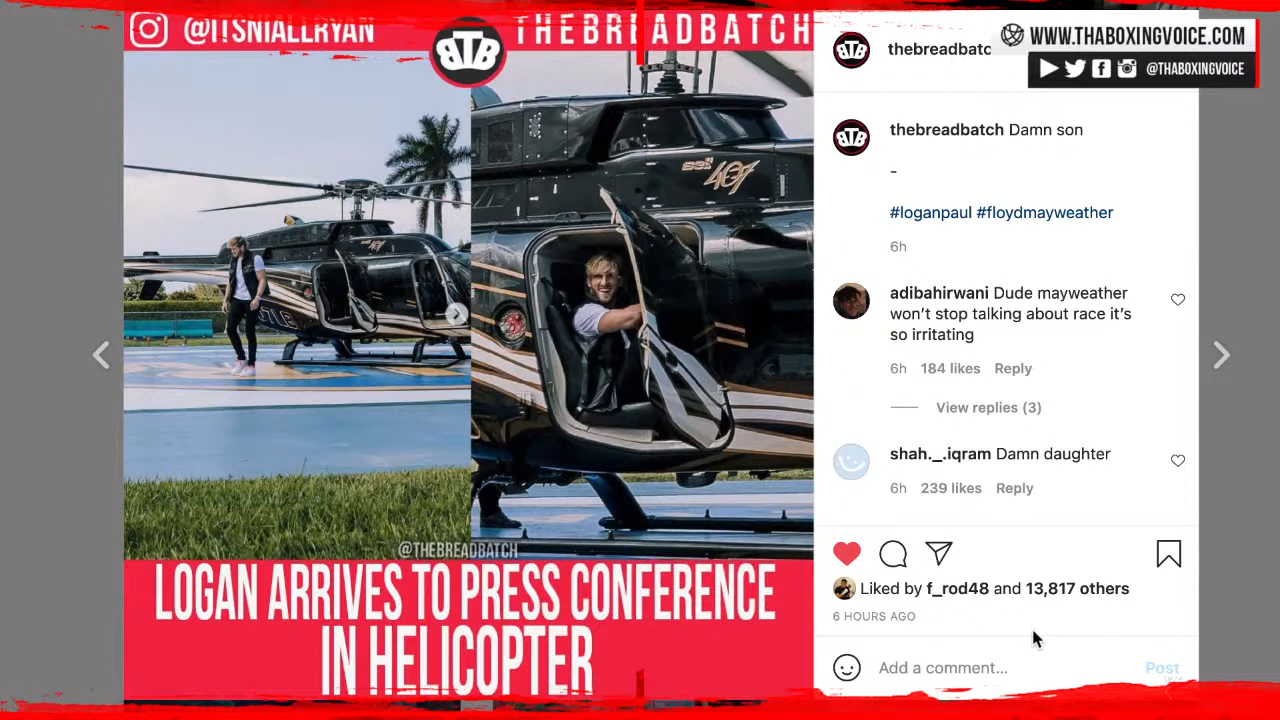 @ITSNIALLRYAN
THEBREADBATCH
BTB
WWW.THABOXINGVOICE.COM
@THABOXINGVOICE
thebreadbatc
thebreadbatch Damn son
-
#loganpaul #floydmayweather
6h
adibahirwani Dude mayweather
won't stop talking about race it's
so irritating
6h 184 likes Reply
View replies (3)
shah._.iqram Damn daughter
6h 239 likes Reply
Liked by f_rod48 and 13,817 others
6 HOURS AGO
Add a comment... Post
bell 407
@THEBREADBATCH
LOGAN ARRIVES TO PRESS CONFERENCE
IN HELICOPTER